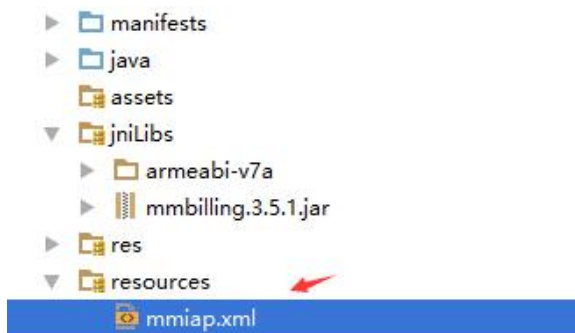 manifests
java
assets
jniLibs
armeabi-v7a
mmbilling.3.5.1.jar
res
resources
mmiap.xml